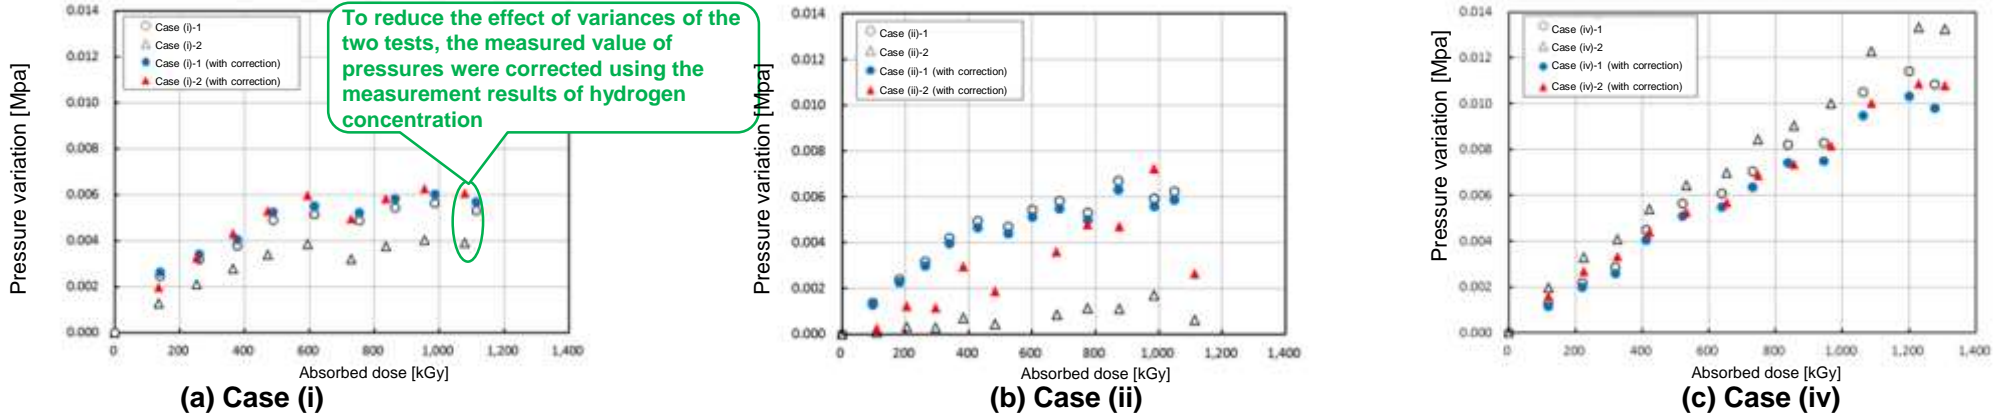 0.014
0.012
0.010
0.008
0.006
0.004
0.002
0.000
Pressure variation [Mpa]
Case (i)-1
Case (i)-2
Case (i)-1 (with correction)
Case (i)-2 (with correction)
To reduce the effect of variances of the
two tests, the measured value of
pressures were corrected using the
measurement results of hydrogen
concentration
0 200 400 600 800 1,000 1,200 1,400
Absorbed dose [kGy]
(a) Case (i)
0.014
0.012
0.010
0.008
0.006
0.004
0.002
0.000
Pressure variation [Mpa]
Case (ii)-1
Case (ii)-2
Case (ii)-1 (with correction)
Case (ii)-2 (with correction)
0 200 400 600 800 1,000 1,200 1,400
Absorbed dose [kGy]
(b) Case (ii)
0.014
0.012
0.010
0.008
0.006
0.004
0.002
0.000
Pressure variation [Mpa]
Case (iv)-1
Case (iv)-2
Case (iv)-1 (with correction)
Case (iv)-2 (with correction)
0 200 400 600 800 1,000 1,200 1,400
Absorbed dose [kGy]
(c) Case (iv)